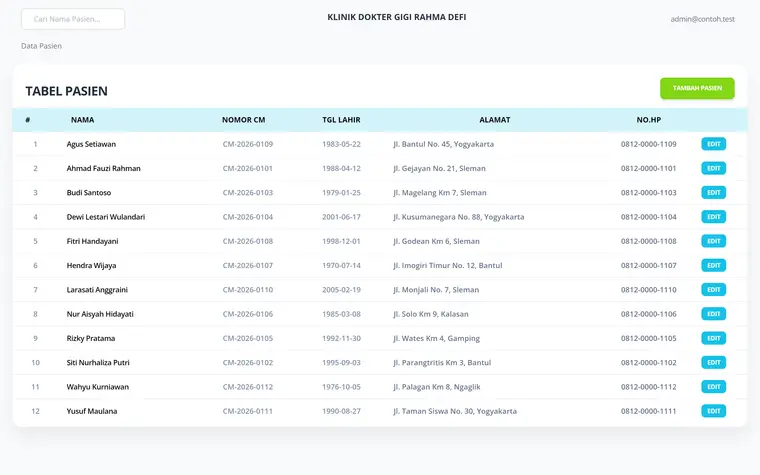 Cari Nama Pasien...
KLINIK DOKTER GIGI RAHMA DEFI
admin@contoh.test
Data Pasien
TABEL PASIEN
TAMBAH PASIEN
# NAMA NOMOR CM TGL LAHIR ALAMAT NO.HP
1 Agus Setiawan CM-2026-0109 1983-05-22 Jl. Bantul No. 45, Yogyakarta 0812-0000-1109 EDIT
2 Ahmad Fauzi Rahman CM-2026-0101 1988-04-12 Jl. Gejayan No. 21, Sleman 0812-0000-1101 EDIT
3 Budi Santoso CM-2026-0103 1979-01-25 Jl. Magelang Km 7, Sleman 0812-0000-1103 EDIT
4 Dewi Lestari Wulandari CM-2026-0104 2001-06-17 Jl. Kusumanegara No. 88, Yogyakarta 0812-0000-1104 EDIT
5 Fitri Handayani CM-2026-0108 1998-12-01 Jl. Godean Km 6, Sleman 0812-0000-1108 EDIT
6 Hendra Wijaya CM-2026-0107 1970-07-14 Jl. Imogiri Timur No. 12, Bantul 0812-0000-1107 EDIT
7 Larasati Anggraini CM-2026-0110 2005-02-19 Jl. Monjali No. 7, Sleman 0812-0000-1110 EDIT
8 Nur Aisyah Hidayati CM-2026-0106 1985-03-08 Jl. Solo Km 9, Kalasan 0812-0000-1106 EDIT
9 Rizky Pratama CM-2026-0105 1992-11-30 Jl. Wates Km 4, Gamping 0812-0000-1105 EDIT
10 Siti Nurhaliza Putri CM-2026-0102 1995-09-03 Jl. Parangtritis Km 3, Bantul 0812-0000-1102 EDIT
11 Wahyu Kurniawan CM-2026-0112 1976-10-05 Jl. Palagan Km 8, Ngaglik 0812-0000-1112 EDIT
12 Yusuf Maulana CM-2026-0111 1990-08-27 Jl. Taman Siswa No. 30, Yogyakarta 0812-0000-1111 EDIT